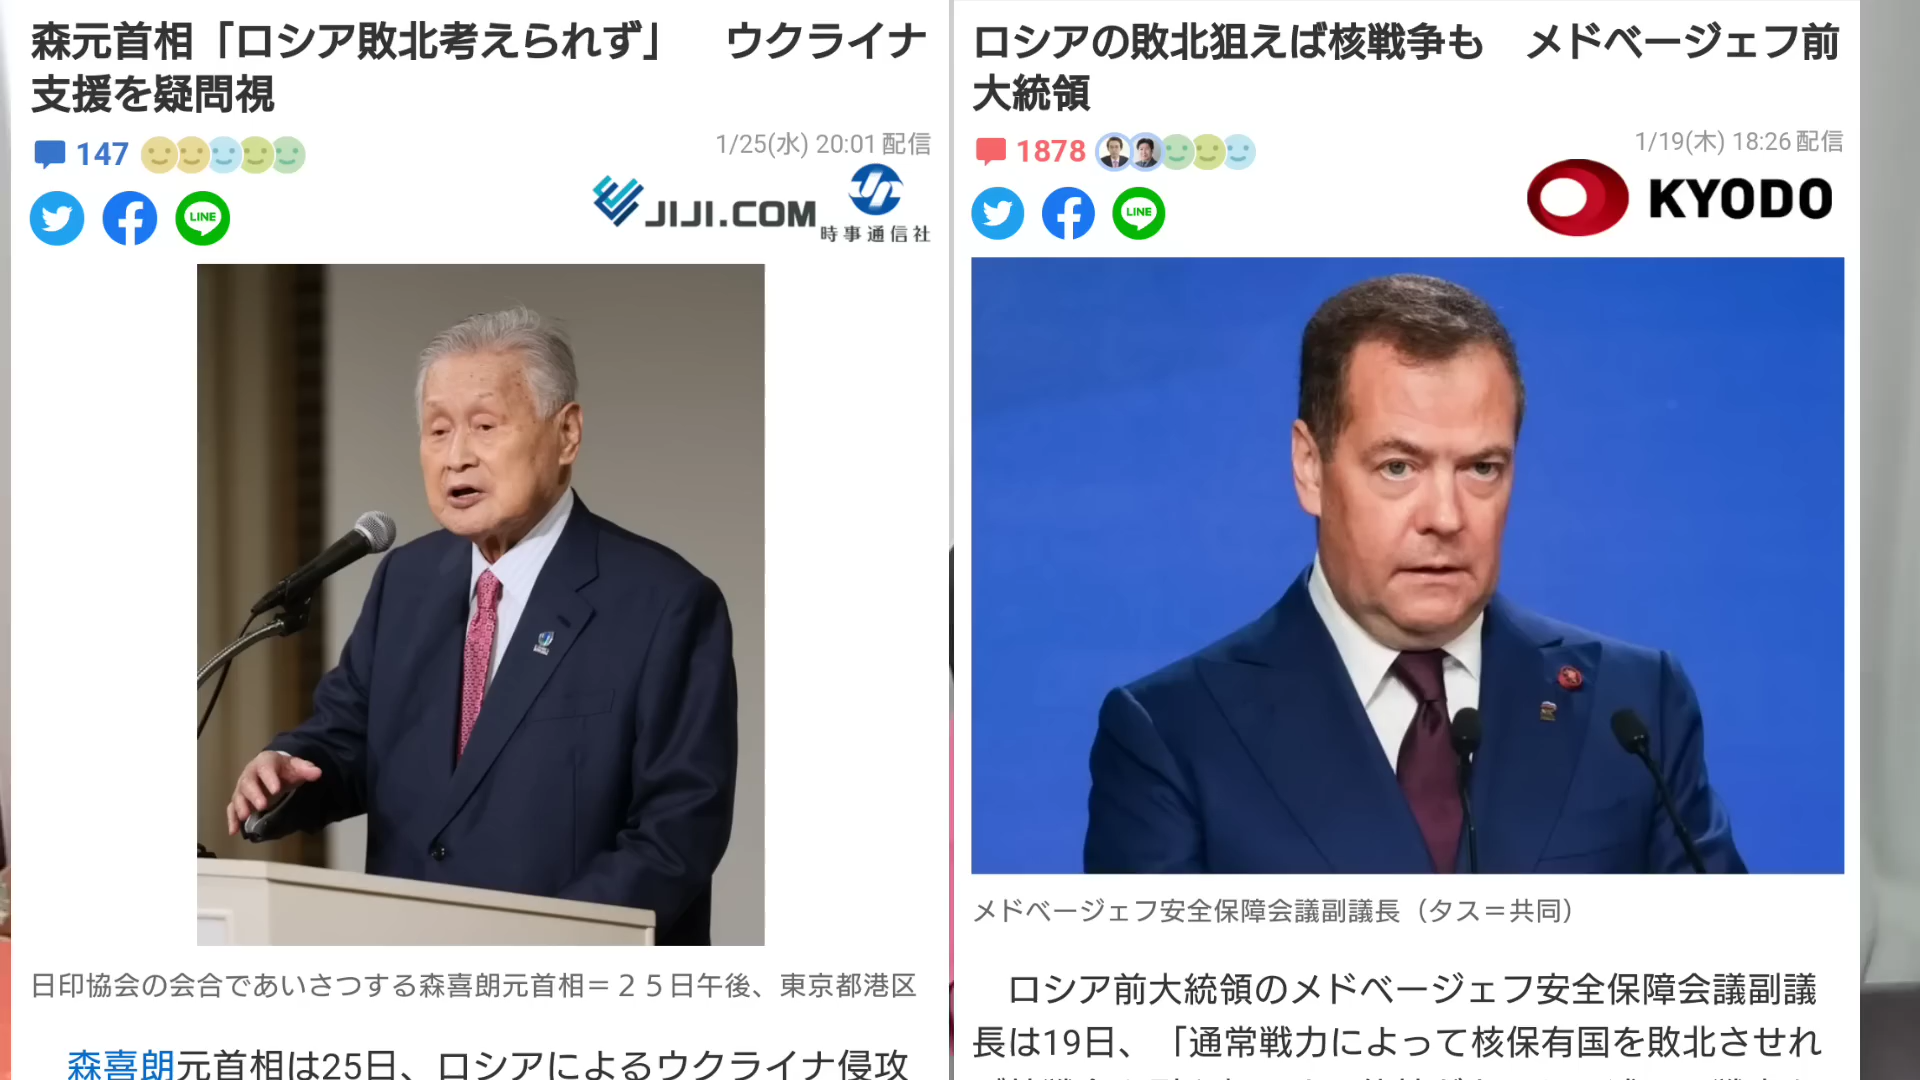 森元首相「ロシア敗北考えられず」　ウクライナ
支援を疑問視
147
1/25(水) 20:01配信
LINE
JIJI.COM
時事通信社
日印協会の会合であいさつする森喜朗元首相＝２５日午後、東京都港区
森喜朗元首相は25日、ロシアによるウクライナ侵攻
ロシアの敗北狙えば核戦争も　メドベージェフ前
大統領
1878
1/19(木) 18:26配信
LINE
KYODO
メドベージェフ安全保障会議副議長（タス＝共同）
ロシア前大統領のメドベージェフ安全保障会議副議
長は19日、「通常戦力によって核保有国を敗北させれ